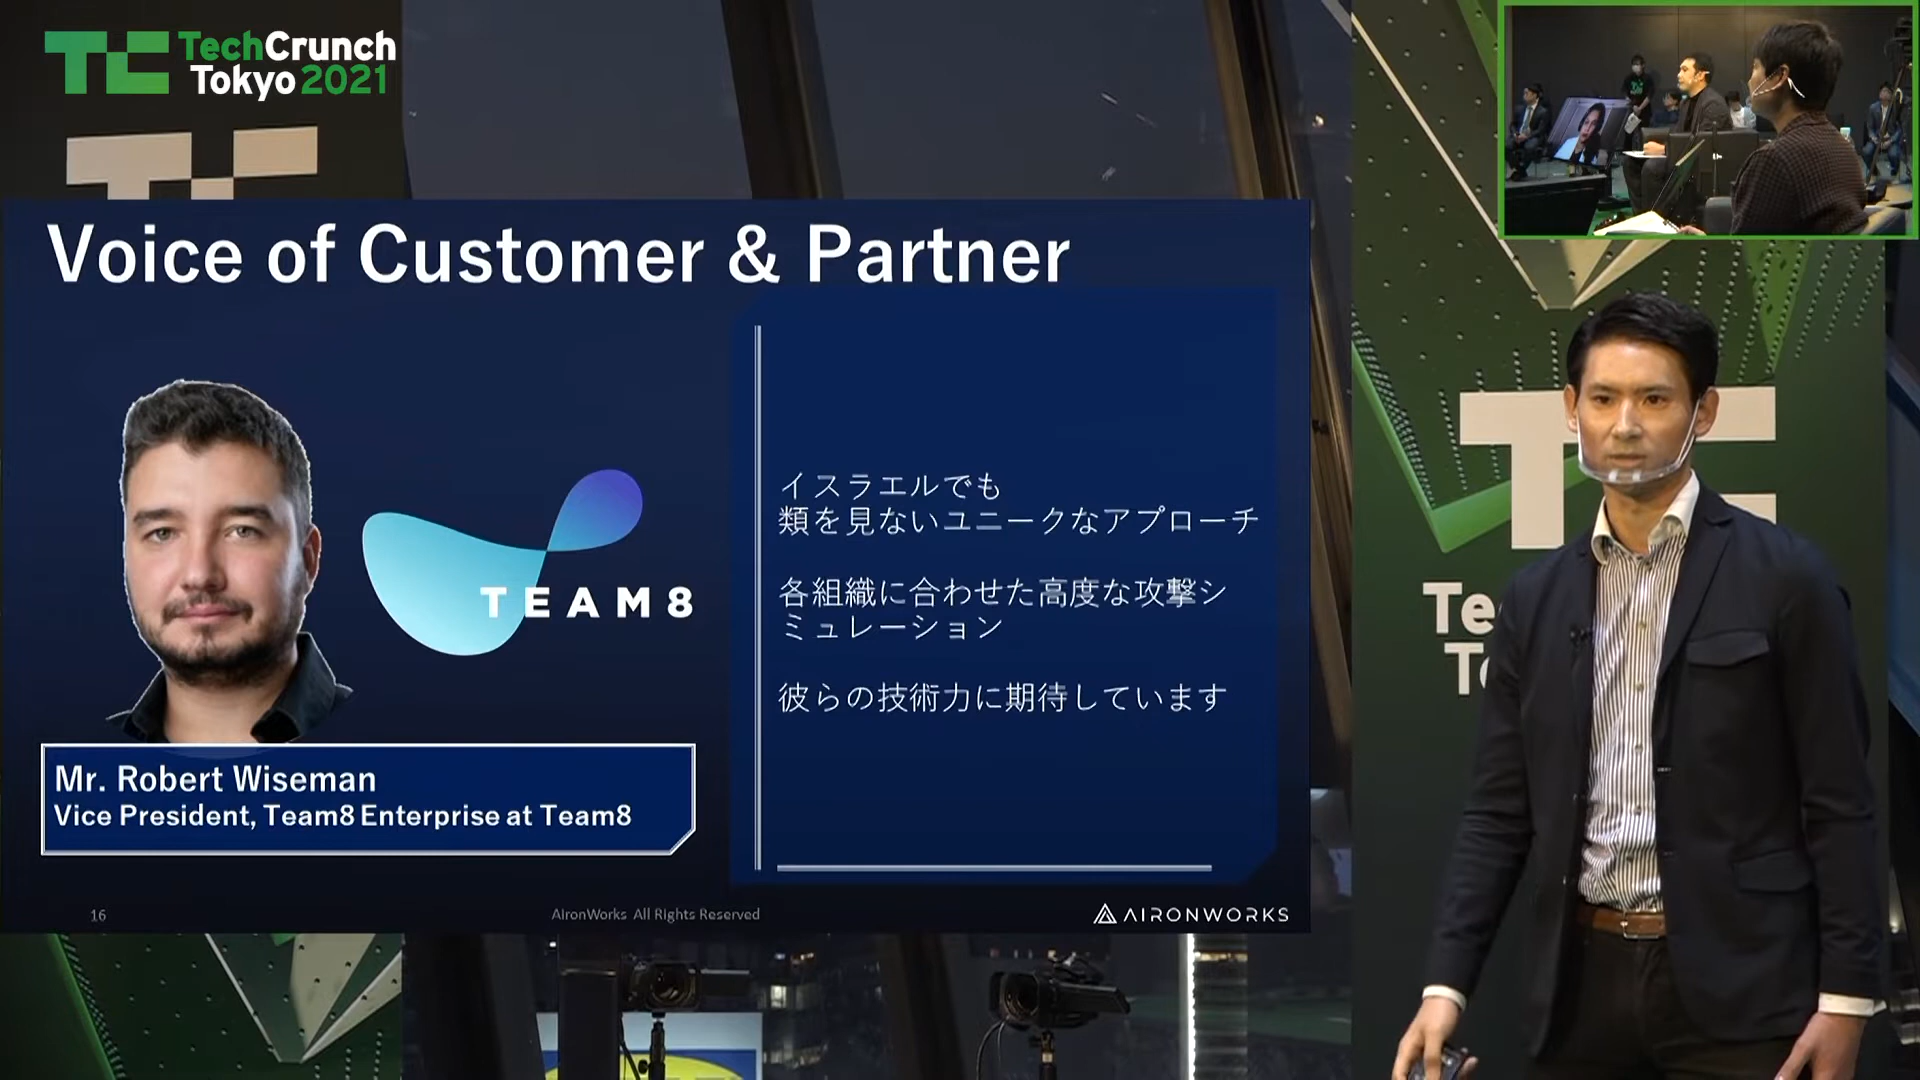 TechCrunch
Tokyo 2021
Voice of Customer & Partner
イスラエルでも
類を見ないユニークなアプローチ
各組織に合わせた高度な攻撃シ
ミュレーション
彼らの技術力に期待しています
TEAM8
Mr. Robert Wiseman
Vice President, Team8 Enterprise at Team8
16
AIronWorks All Rights Reserved
AIRONWORKS
Te
T